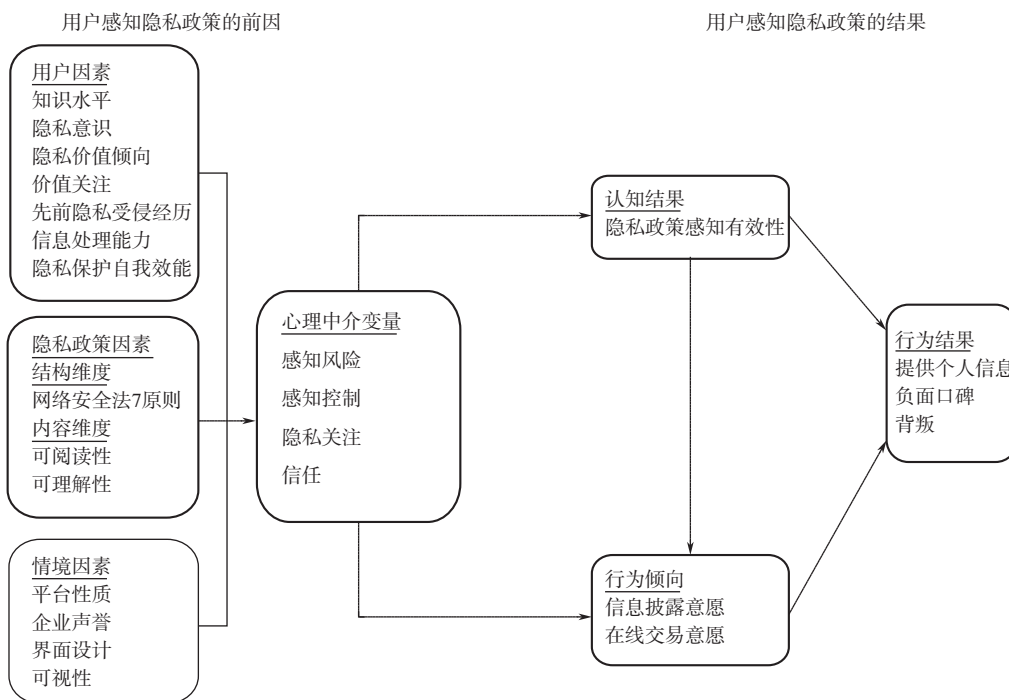 用户感知隐私政策的前因
用户感知隐私政策的结果
用户因素
知识水平
隐私意识
隐私价值倾向
价值关注
先前隐私受侵经历
信息处理能力
隐私保护自我效能
隐私政策因素
结构维度
网络安全法7原则
内容维度
可阅读性
可理解性
情境因素
平台性质
企业声誉
界面设计
可视性
心理中介变量
感知风险
感知控制
隐私关注
信任
认知结果
隐私政策感知有效性
行为倾向
信息披露意愿
在线交易意愿
行为结果
提供个人信息
负面口碑
背叛